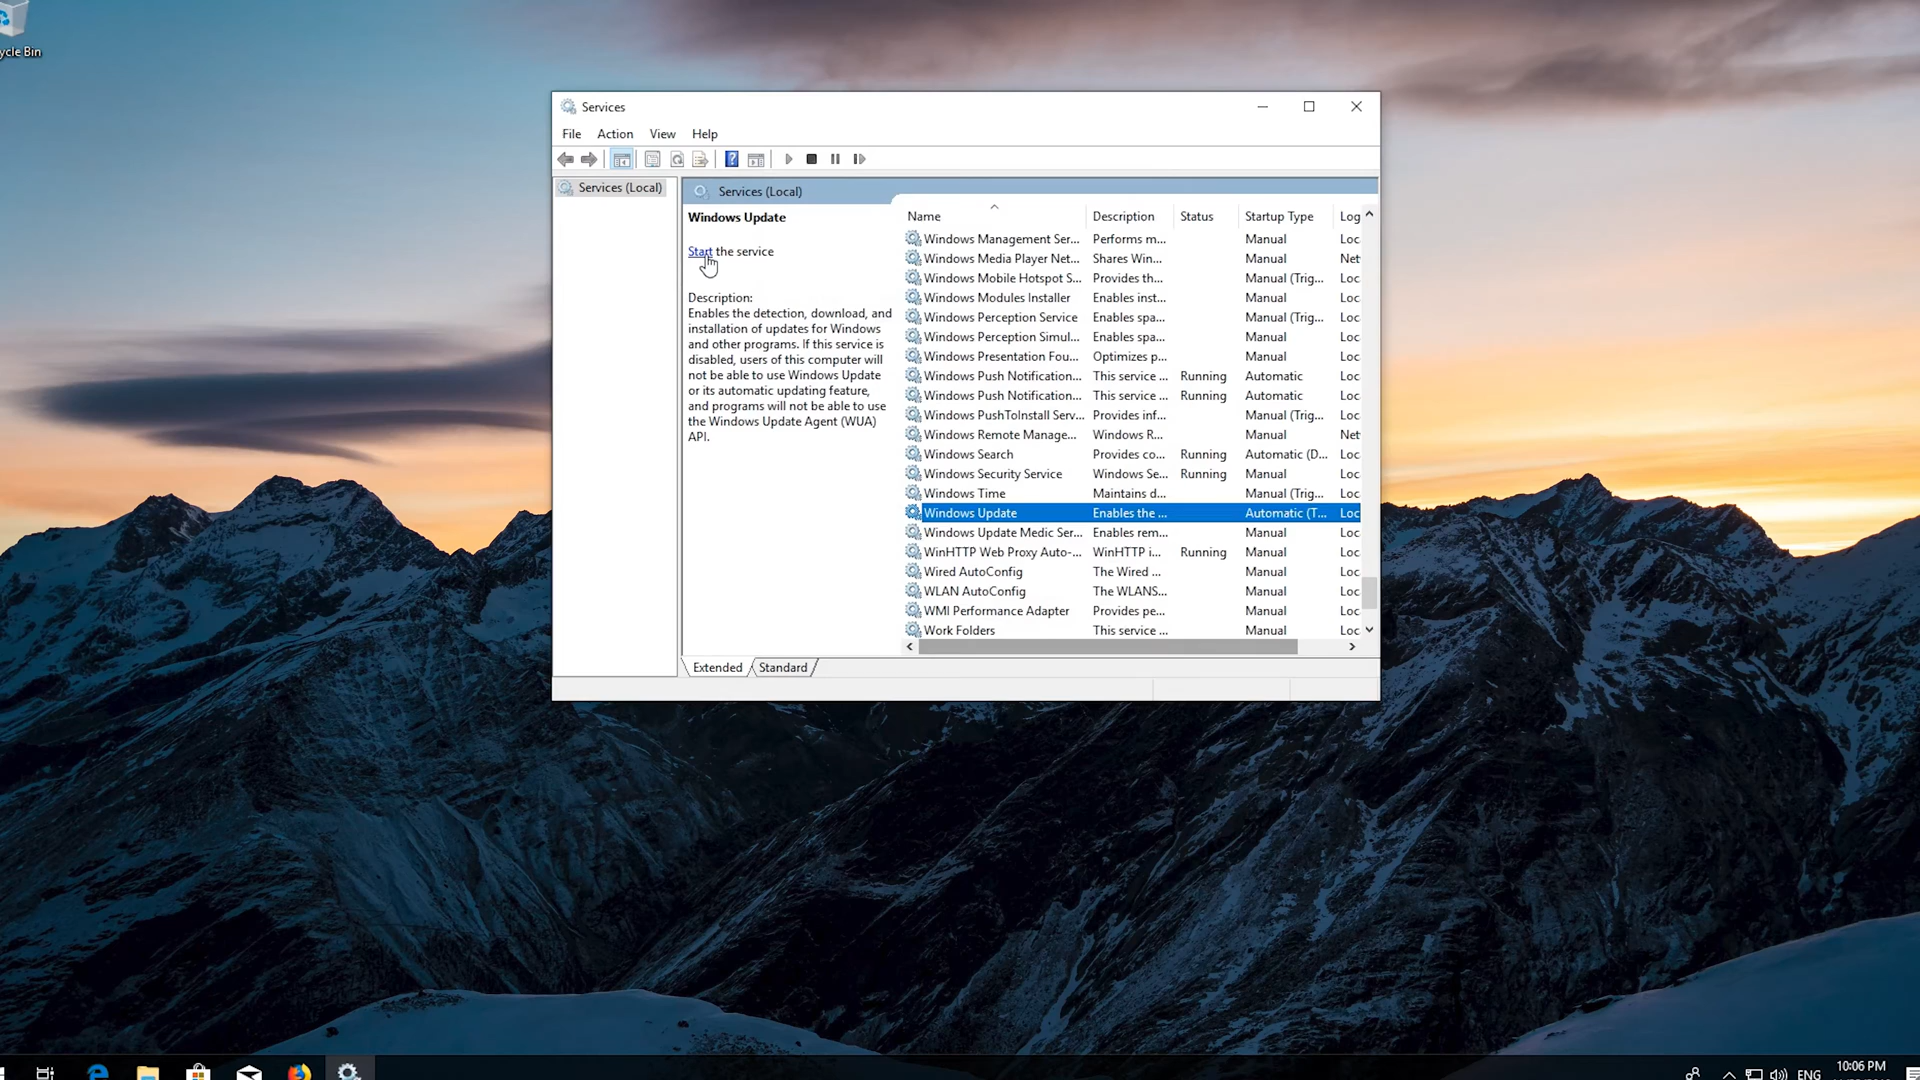 ycle Bin
Services
File Action View Help
Services (Local)
Services (Local)
Windows Update
Start the service
Description:
Enables the detection, download, and
installation of updates for Windows
and other programs. If this service is
disabled, users of this computer will
not be able to use Windows Update
or its automatic updating feature,
and programs will not be able to use
the Windows Update Agent (WUA)
API.
Name Description Status Startup Type Log
Windows Management Ser... Performs m... Manual Loc
Windows Media Player Net... Shares Win... Manual Net
Windows Mobile Hotspot S... Provides th... Manual (Trig... Loc
Windows Modules Installer Enables inst... Manual Loc
Windows Perception Service Enables spa... Manual (Trig... Loc
Windows Perception Simul... Enables spa... Manual Loc
Windows Presentation Fou... Optimizes p... Manual Loc
Windows Push Notification... This service ... Running Automatic Loc
Windows Push Notification... This service ... Running Automatic Loc
Windows PushToInstall Serv... Provides inf... Manual (Trig... Loc
Windows Remote Manage... Windows R... Manual Net
Windows Search Provides co... Running Automatic (D... Loc
Windows Security Service Windows Se... Running Manual Loc
Windows Time Maintains d... Manual (Trig... Loc
Windows Update Enables the ... Automatic (T... Loc
Windows Update Medic Ser... Enables rem... Manual Loc
WinHTTP Web Proxy Auto-... WinHTTP i... Running Manual Loc
Wired AutoConfig The Wired ... Manual Loc
WLAN AutoConfig The WLANS... Manual Loc
WMI Performance Adapter Provides pe... Manual Loc
Work Folders This service ... Manual Loc
Extended Standard
ENG 10:06 PM